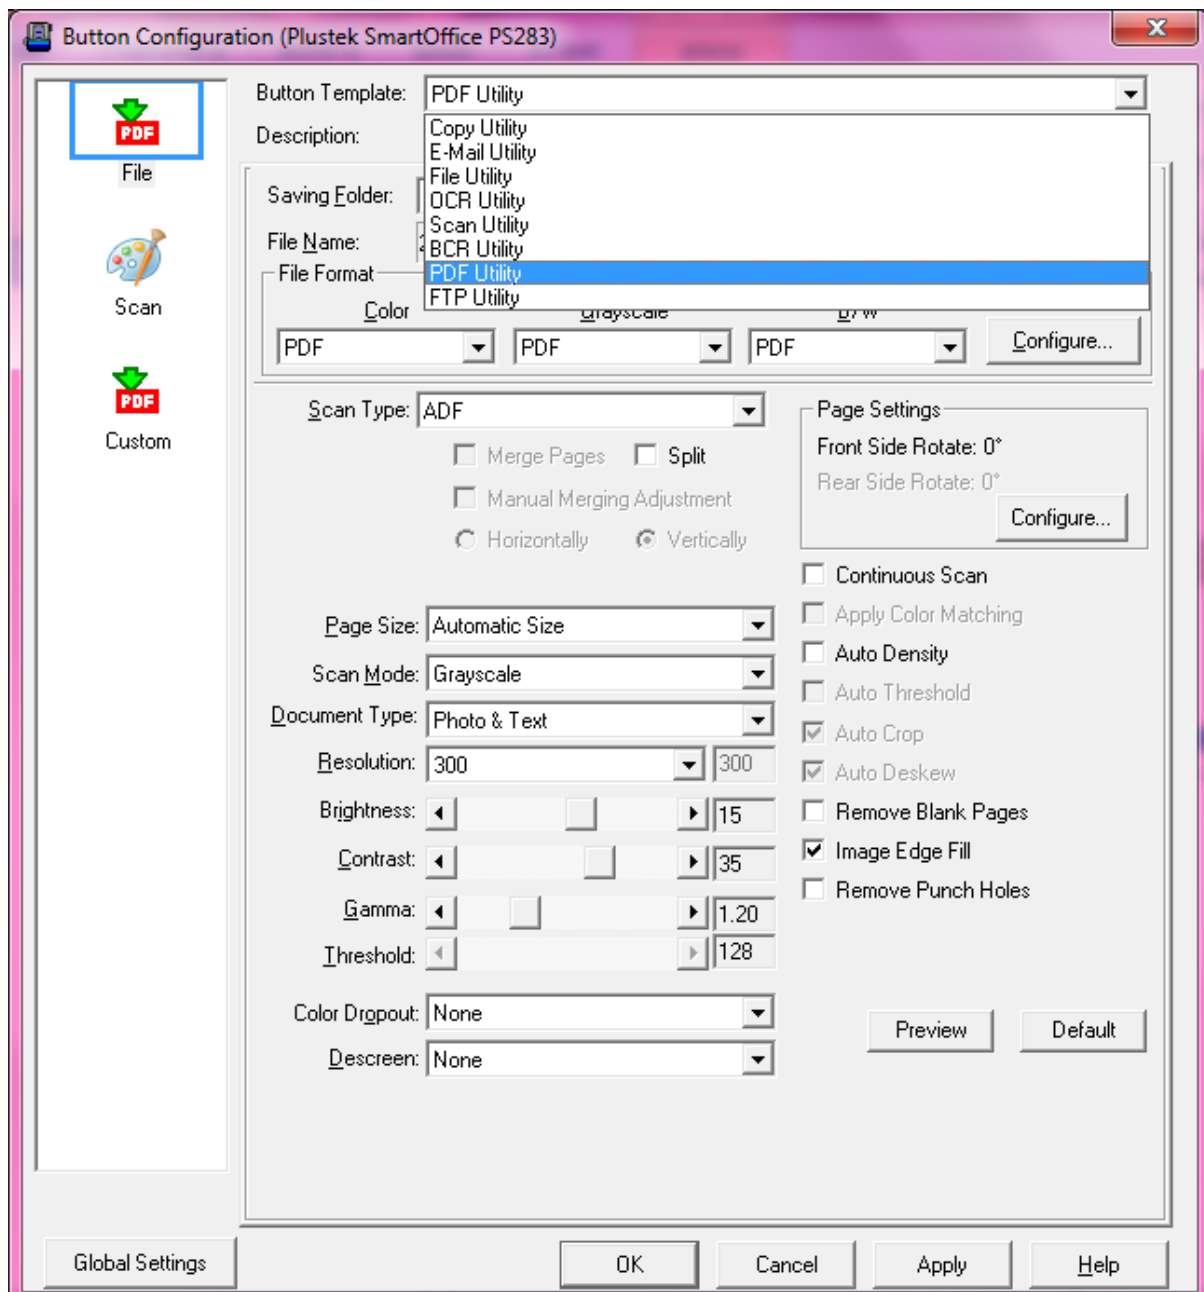 Button Configuration (Plustek SmartOffice PS283)
PDF
File
Scan
PDF
Custom
Button Template: PDF Utility
Description:
Copy Utility
E-Mail Utility
File Utility
OCR Utility
Scan Utility
BCR Utility
PDF Utility
FTP Utility
Saving Folder:
File Name:
File Format
Color Grayscale B/W
PDF PDF PDF Configure...
Scan Type: ADF
Merge Pages Split
Manual Merging Adjustment
Horizontally Vertically
Page Settings
Front Side Rotate: 0°
Rear Side Rotate: 0°
Configure...
Page Size: Automatic Size
Scan Mode: Grayscale
Document Type: Photo & Text
Resolution: 300 300
Brightness: 15
Contrast: 35
Gamma: 1.20
Threshold: 128
Color Dropout: None
Descreen: None
Continuous Scan
Apply Color Matching
Auto Density
Auto Threshold
Auto Crop
Auto Deskew
Remove Blank Pages
Image Edge Fill
Remove Punch Holes
Preview Default
Global Settings OK Cancel Apply Help